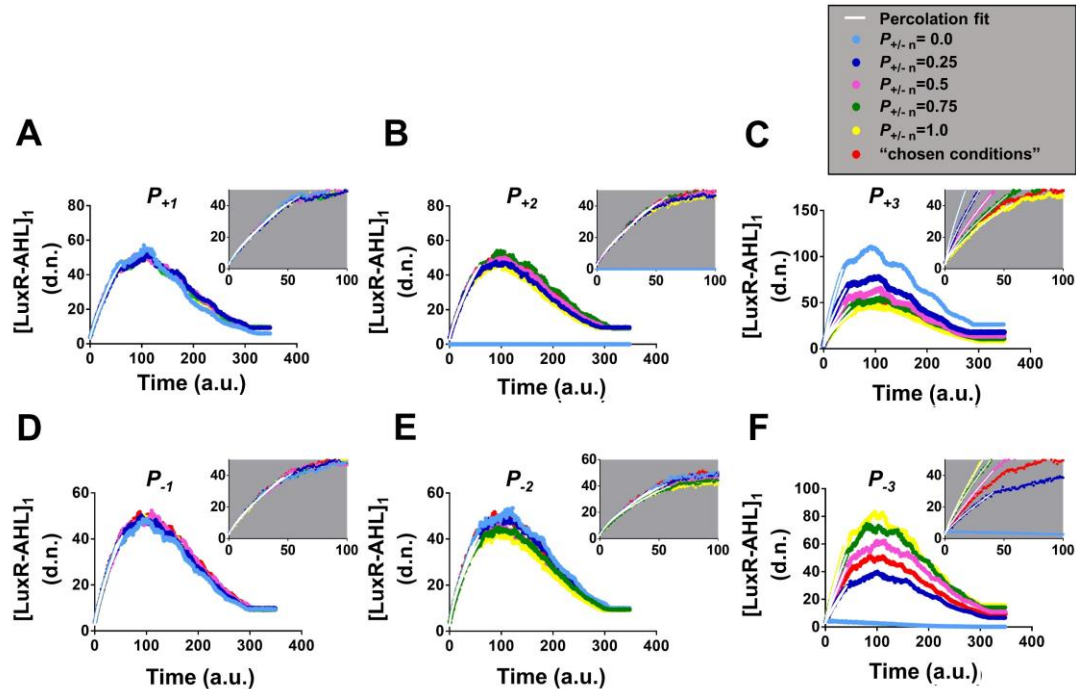 Percolation fit
P+/- n= 0.0
P+/- n=0.25
P+/- n=0.5
P+/- n=0.75
P+/- n=1.0
“chosen conditions”
A
P+1
[LuxR-AHL]1
(d.n.)
80
60
40
20
0
0 100 200 300 400
Time (a.u.)
40
20
0
0 50 100
B
P+2
[LuxR-AHL]1
(d.n.)
80
60
40
20
0
0 100 200 300 400
Time (a.u.)
40
20
0
0 50 100
C
P+3
[LuxR-AHL]1
(d.n.)
150
100
50
0
0 100 200 300 400
Time (a.u.)
40
20
0
0 50 100
D
P-1
[LuxR-AHL]1
(d.n.)
60
40
20
0
0 100 200 300 400
Time (a.u.)
40
20
0
0 50 100
E
P-2
[LuxR-AHL]1
(d.n.)
60
40
20
0
0 100 200 300 400
Time (a.u.)
60
40
20
0
0 50 100
F
P-3
[LuxR-AHL]1
(d.n.)
100
80
60
40
20
0
0 100 200 300 400
Time (a.u.)
40
20
0
0 50 100